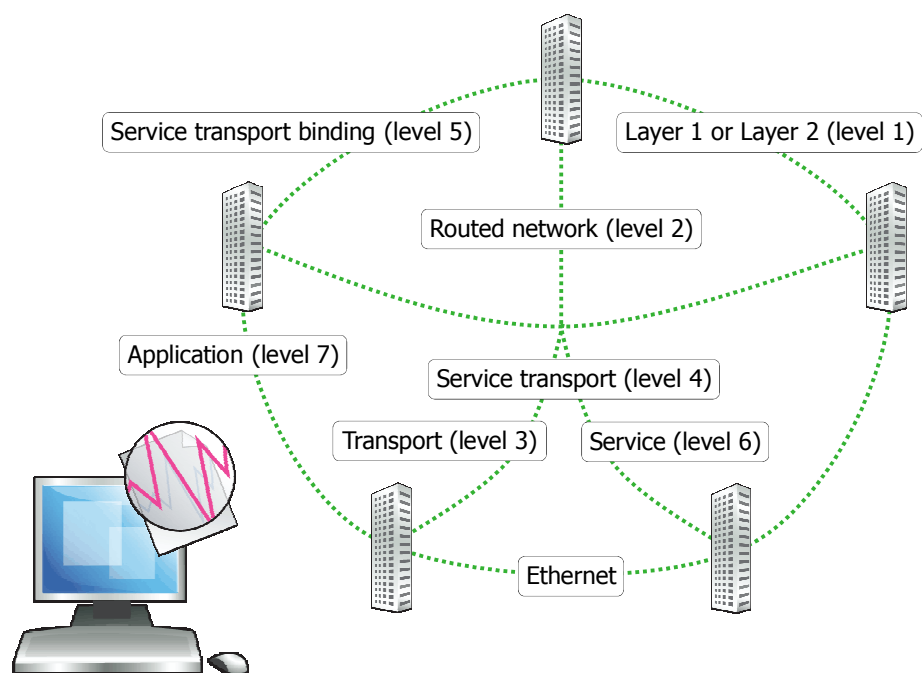 Service transport binding (level 5)
Layer 1 or Layer 2 (level 1)
Routed network (level 2)
Application (level 7)
Service transport (level 4)
Transport (level 3)
Service (level 6)
Ethernet